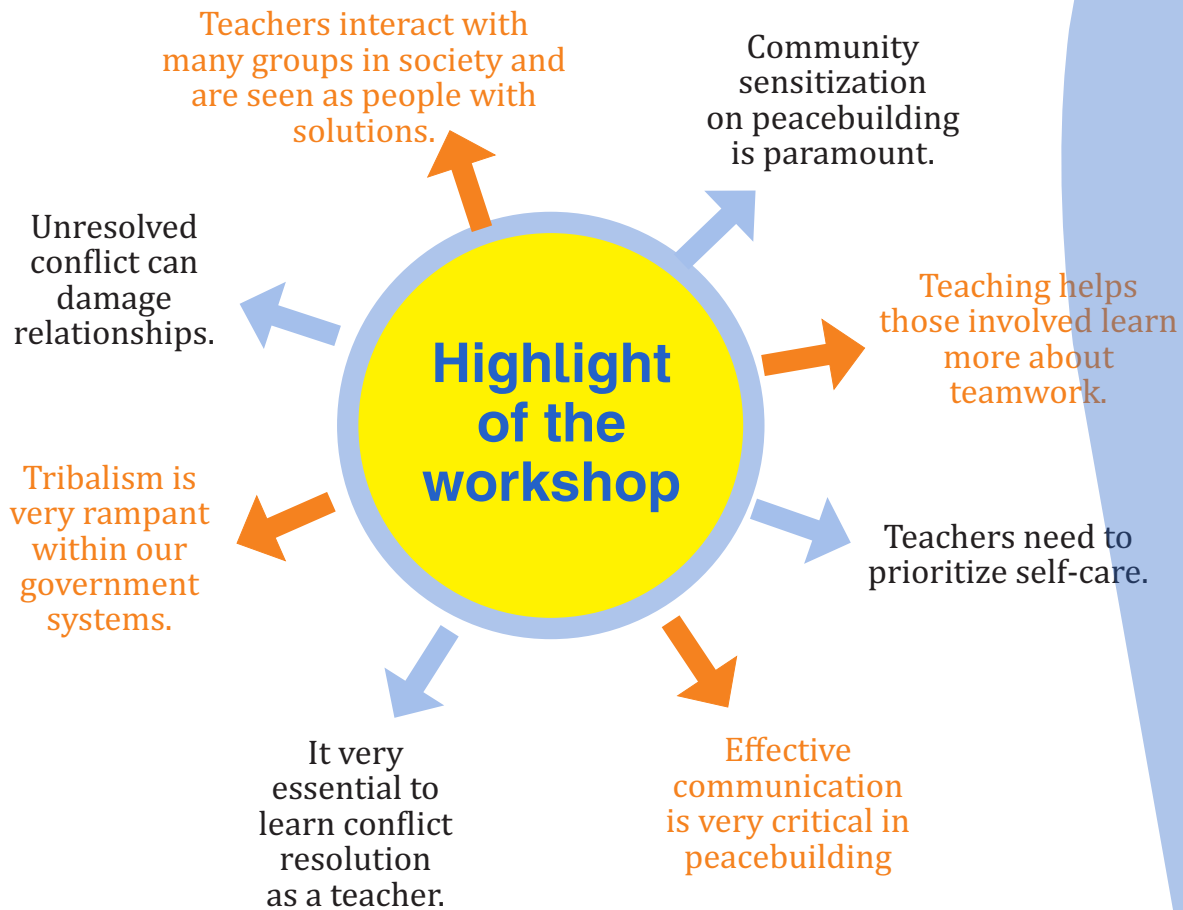 Teachers interact with
many groups in society and
are seen as people with
solutions.
Community
sensitization
on peacebuilding
is paramount.
Unresolved
conflict can
damage
relationships.
Teaching helps
those involved learn
more about
teamwork.
Highlight
of the
workshop
Tribalism is
very rampant
within our
government
systems.
Teachers need to
prioritize self-care.
It very
essential to
learn conflict
resolution
as a teacher.
Effective
communication
is very critical in
peacebuilding